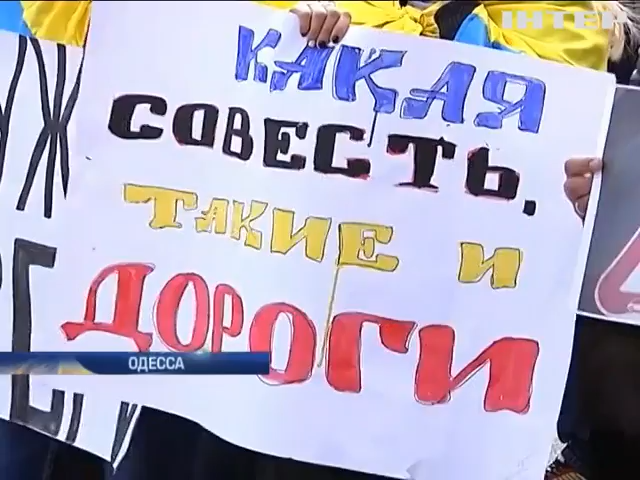 ІНТЕР
КАКАЯ
СОВЕСТЬ,
ТАКИЕ И
ДОРОГИ
ОДЕССА